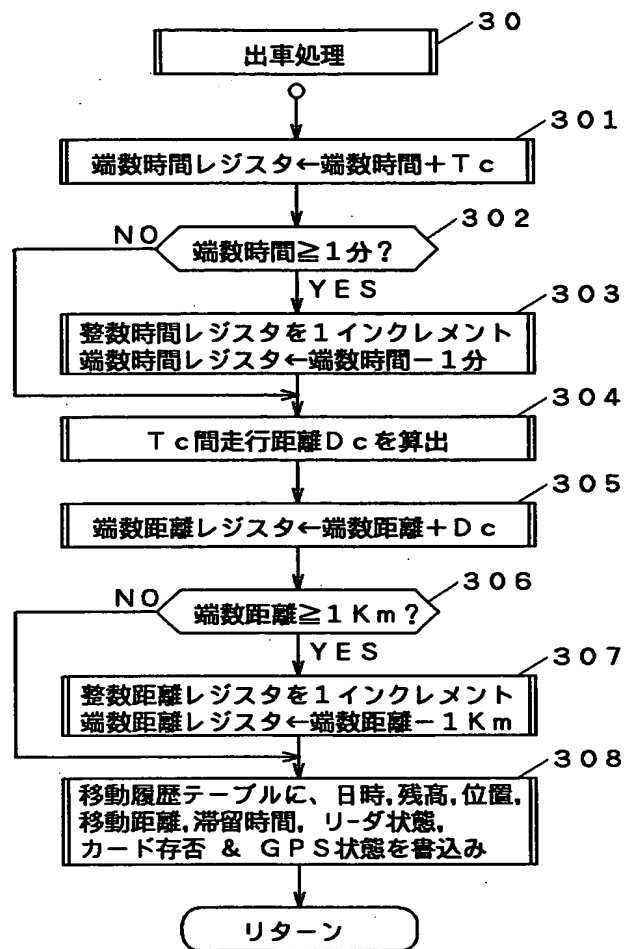 30
出車処理
301
端数時間レジスタ←端数時間+Tc
302
NO
端数時間≧1分?
YES
303
整数時間レジスタを1インクレメント
端数時間レジスタ←端数時間-1分
304
Tc間走行距離Dcを算出
305
端数距離レジスタ←端数距離+Dc
306
NO
端数距離≧1Km?
YES
307
整数距離レジスタを1インクレメント
端数距離レジスタ←端数距離-1Km
308
移動履歴テーブルに、日時,残高,位置,
移動距離,滞留時間, リーダ状態,
カード存否 & GPS状態を書込み
リターン